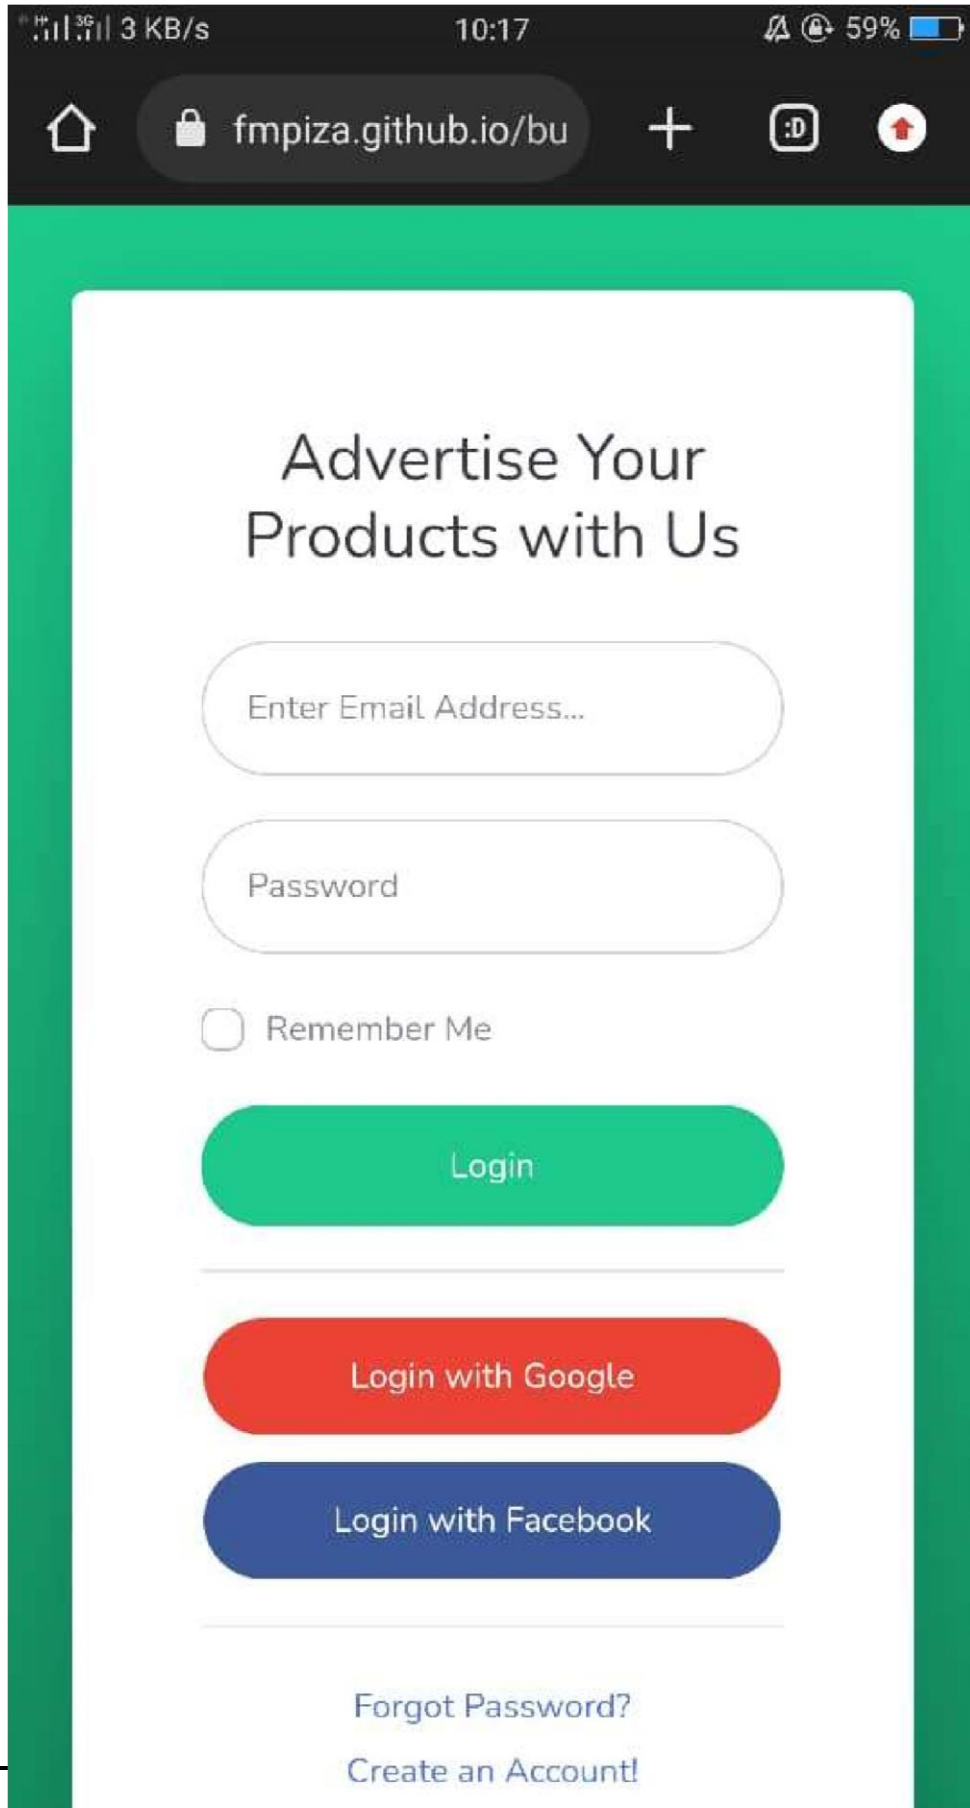 3G 3 KB/s 10:17 59%
fmpiza.github.io/bu :D
Advertise Your
Products with Us
Enter Email Address...
Password
Remember Me
Login
Login with Google
Login with Facebook
Forgot Password?
Create an Account!